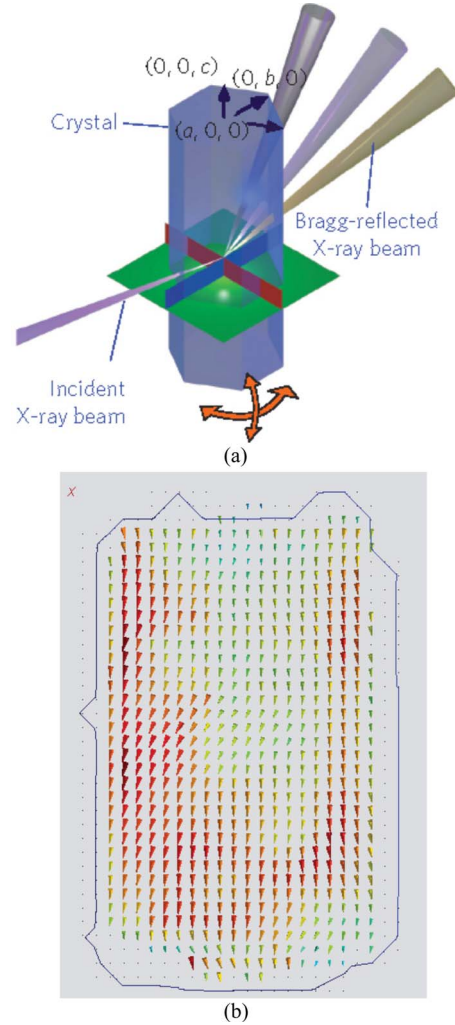 (0, 0, c)
(0, b, 0)
Crystal
(a, 0, 0)
Bragg-reflected
X-ray beam
Incident
X-ray beam
(a)
x
(b)